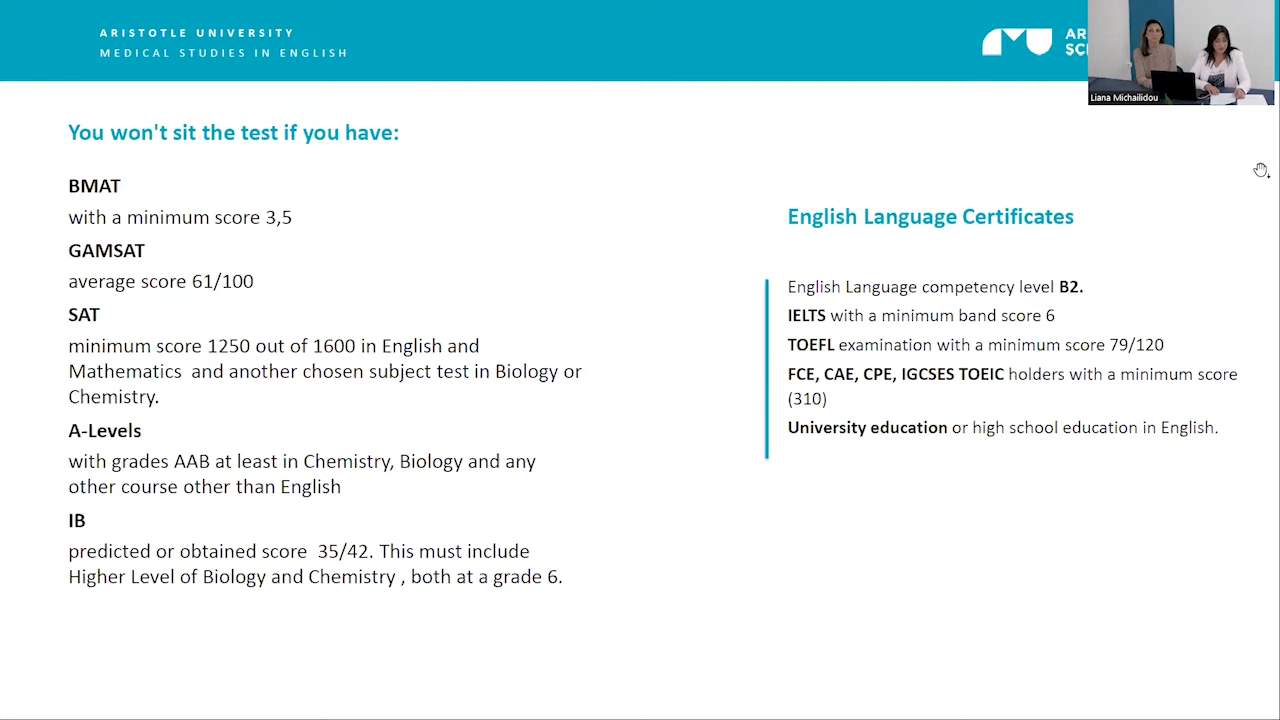 ARISTOTLE UNIVERSITY
MEDICAL STUDIES IN ENGLISH
AR
SC
Liana Michailidou
You won't sit the test if you have:
BMAT
with a minimum score 3,5
GAMSAT
average score 61/100
SAT
minimum score 1250 out of 1600 in English and
Mathematics and another chosen subject test in Biology or
Chemistry.
A-Levels
with grades AAB at least in Chemistry, Biology and any
other course other than English
IB
predicted or obtained score 35/42. This must include
Higher Level of Biology and Chemistry , both at a grade 6.
English Language Certificates
English Language competency level B2.
IELTS with a minimum band score 6
TOEFL examination with a minimum score 79/120
FCE, CAE, CPE, IGCSES TOEIC holders with a minimum score
(310)
University education or high school education in English.